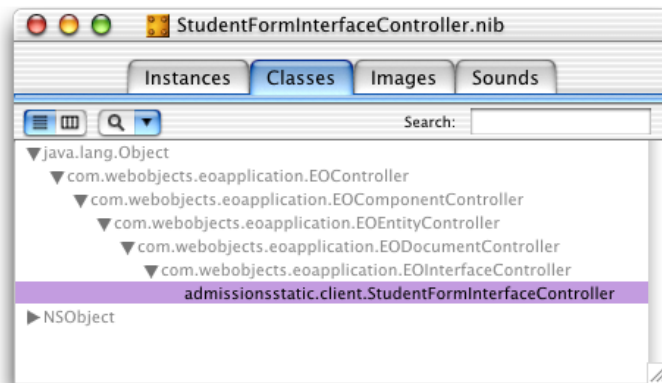 StudentFormInterfaceController.nib
Instances Classes Images Sounds
Search:
java.lang.Object
com.webobjects.eoapplication.EOController
com.webobjects.eoapplication.EOComponentController
com.webobjects.eoapplication.EOEntityController
com.webobjects.eoapplication.EODocumentController
com.webobjects.eoapplication.EOInterfaceController
admissionsstatic.client.StudentFormInterfaceController
NSObject